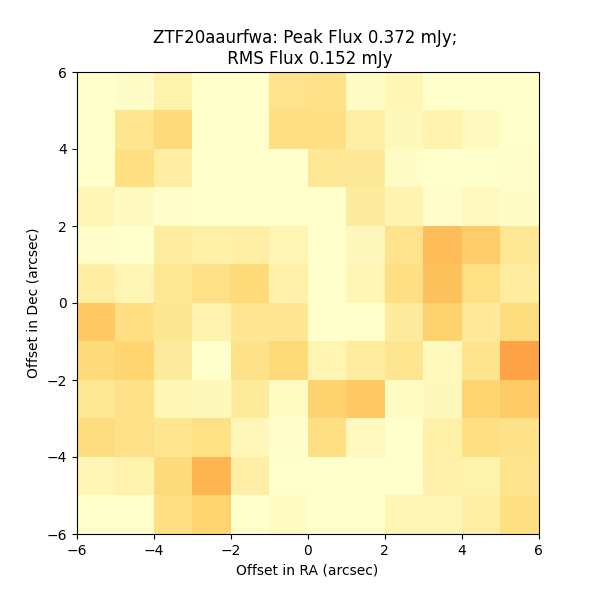 ZTF20aaurfwa: Peak Flux 0.372 mJy;
RMS Flux 0.152 mJy
6
4
2
0
−2
−4
−6
Offset in Dec (arcsec)
−6 −4 −2 0 2 4 6
Offset in RA (arcsec)